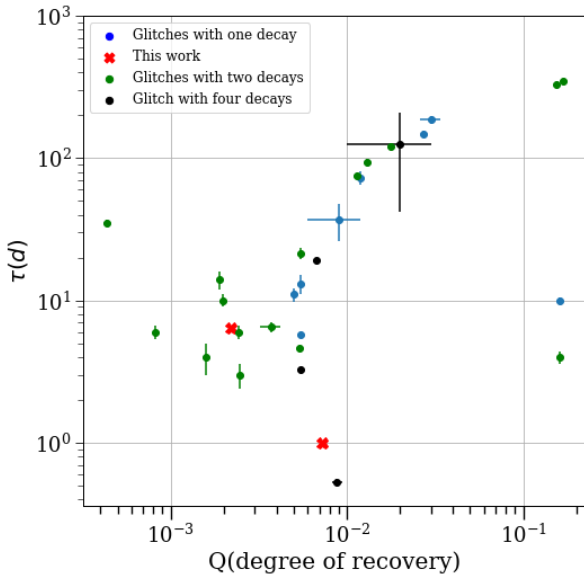 Glitches with one decay
This work
Glitches with two decays
Glitch with four decays
10³
10²
10¹
10⁰
τ(d)
10⁻³ 10⁻² 10⁻¹
Q(degree of recovery)